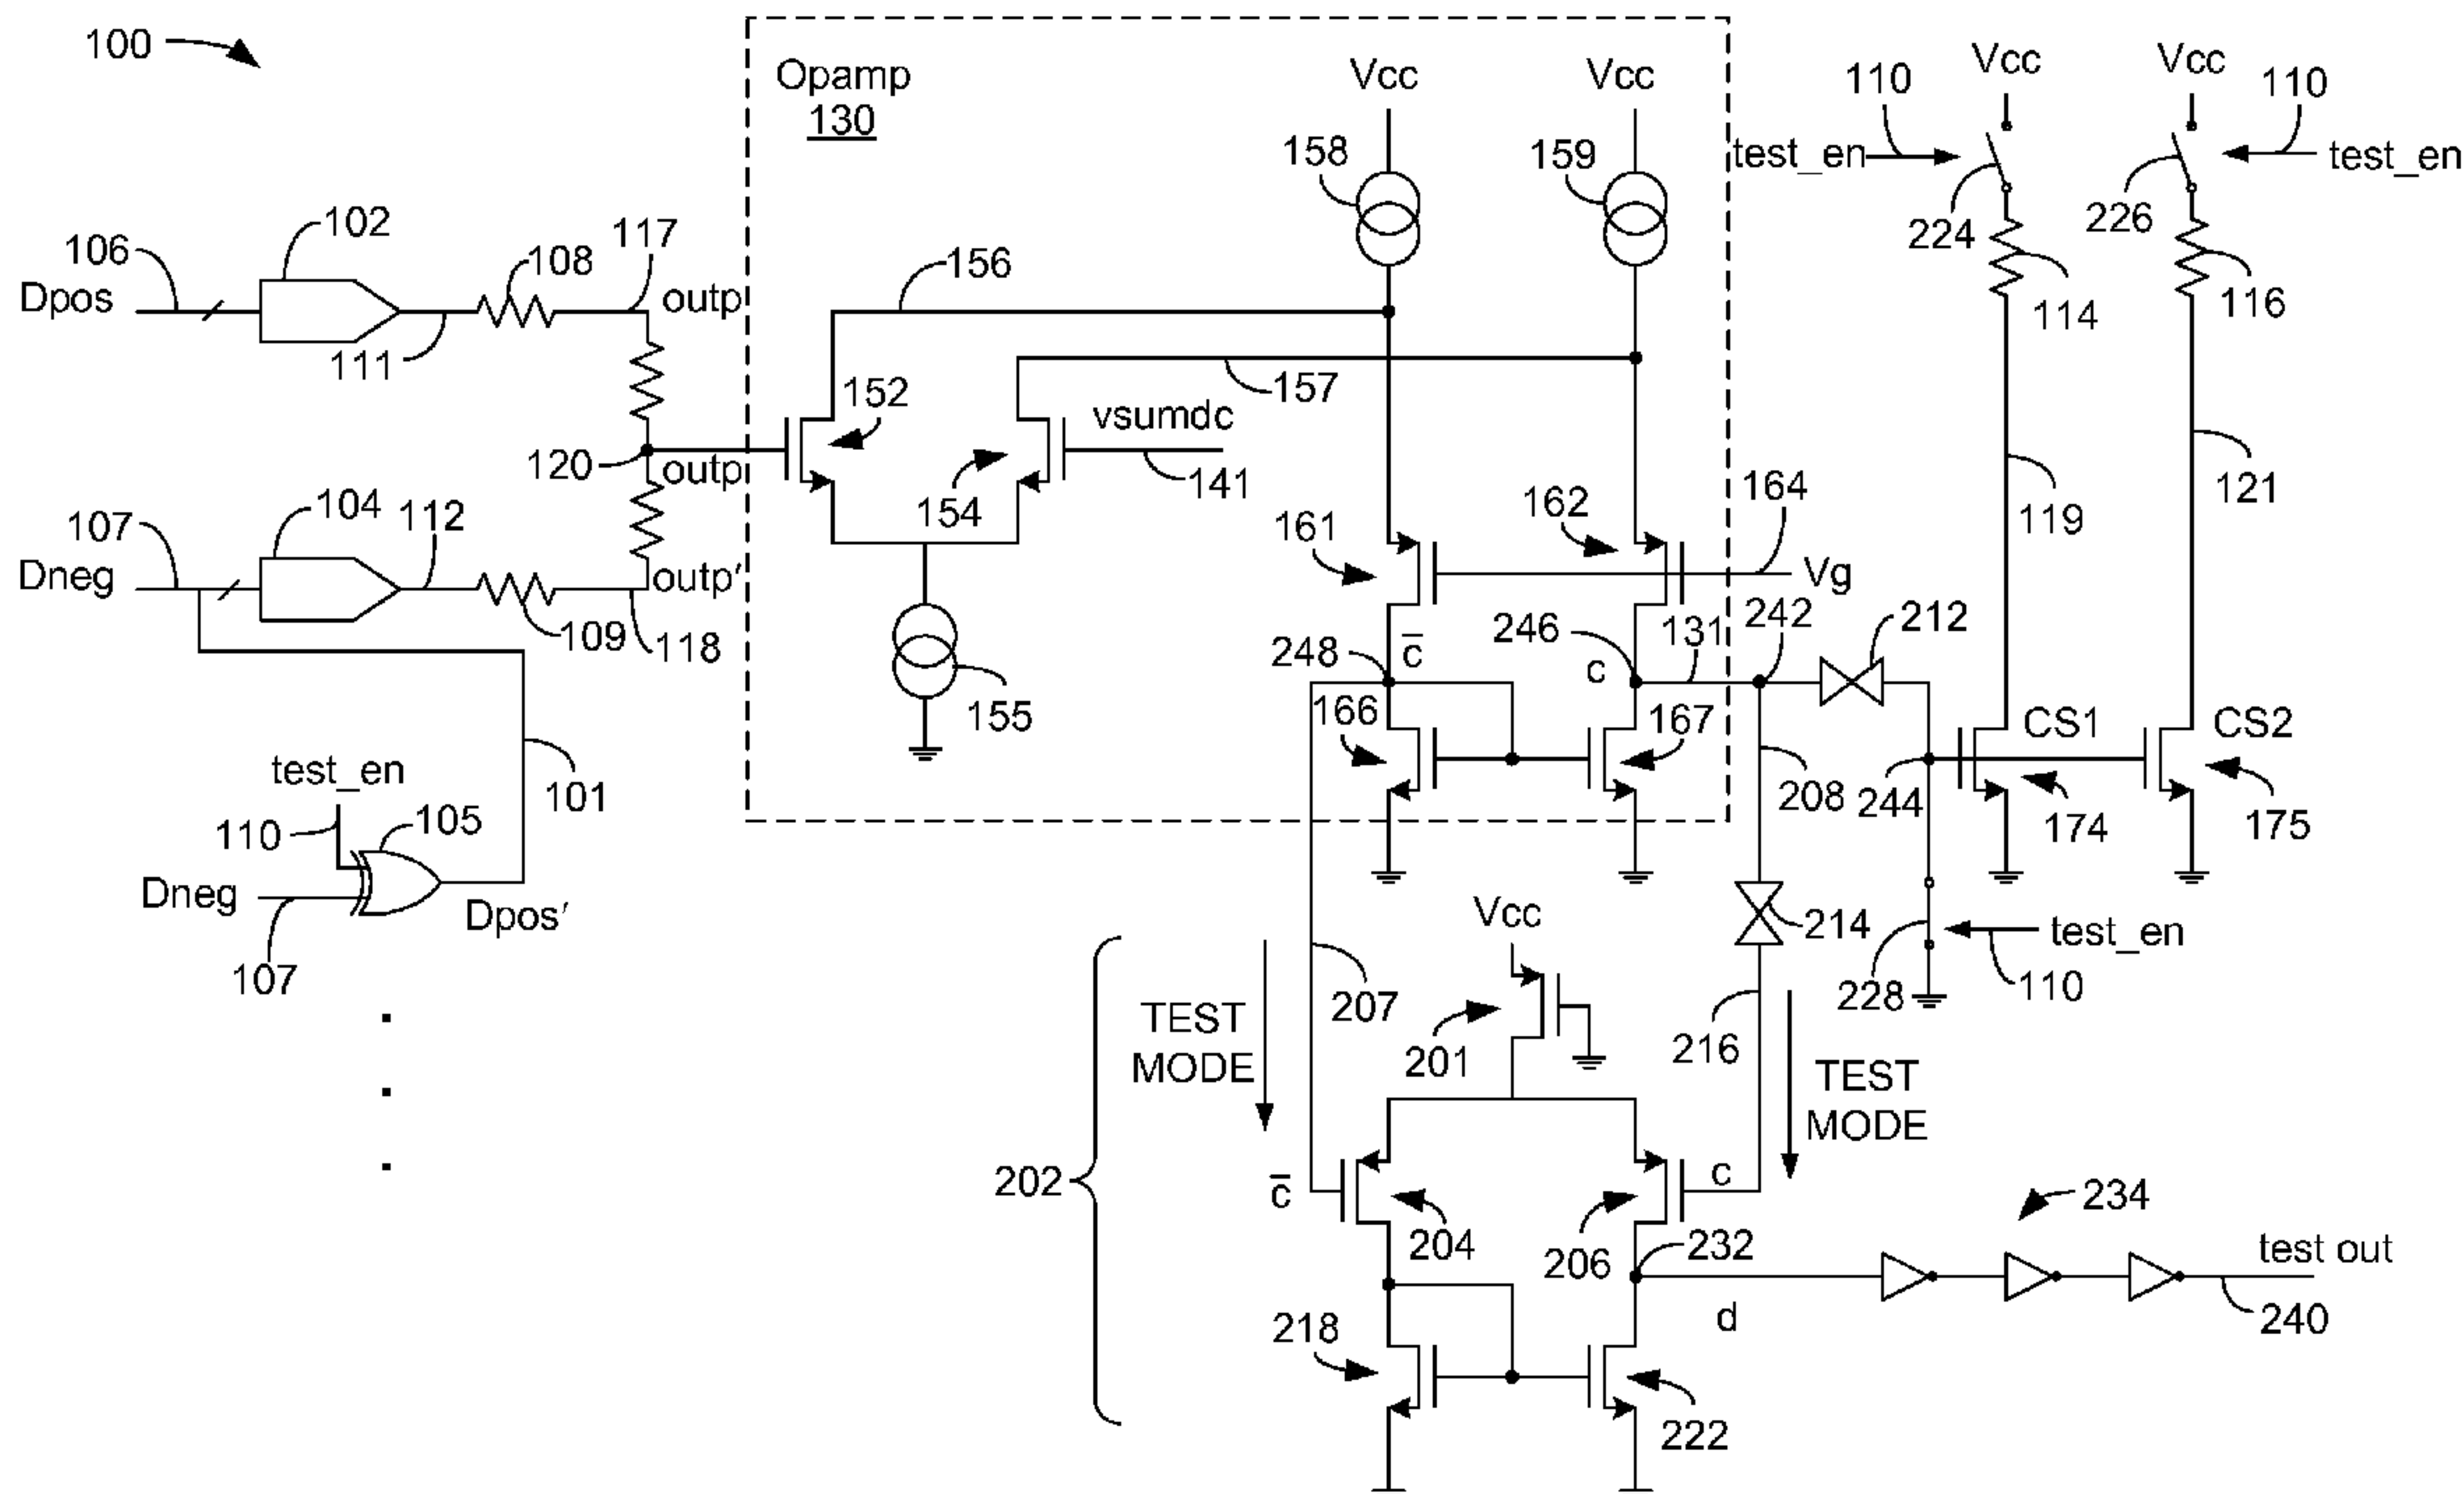 100
Opamp
130
Vcc
Vcc
Vcc
Vcc
110
110
test_en
test_en
158
159
224
226
114
116
106
102
108
117
Dpos
outp
111
156
157
152
vsumdc
120
outp
154
141
107
104
112
Dneg
outp'
109
118
155
161
162
164
Vg
119
121
248
c̅
246
c
131
242
212
166
167
208
244
CS1
CS2
174
175
test_en
110
105
101
Dneg
Dpos'
107
Vcc
214
test_en
228
110
207
201
216
TEST
MODE
TEST
MODE
202
c̅
c
204
206
232
234
test out
d
240
218
222